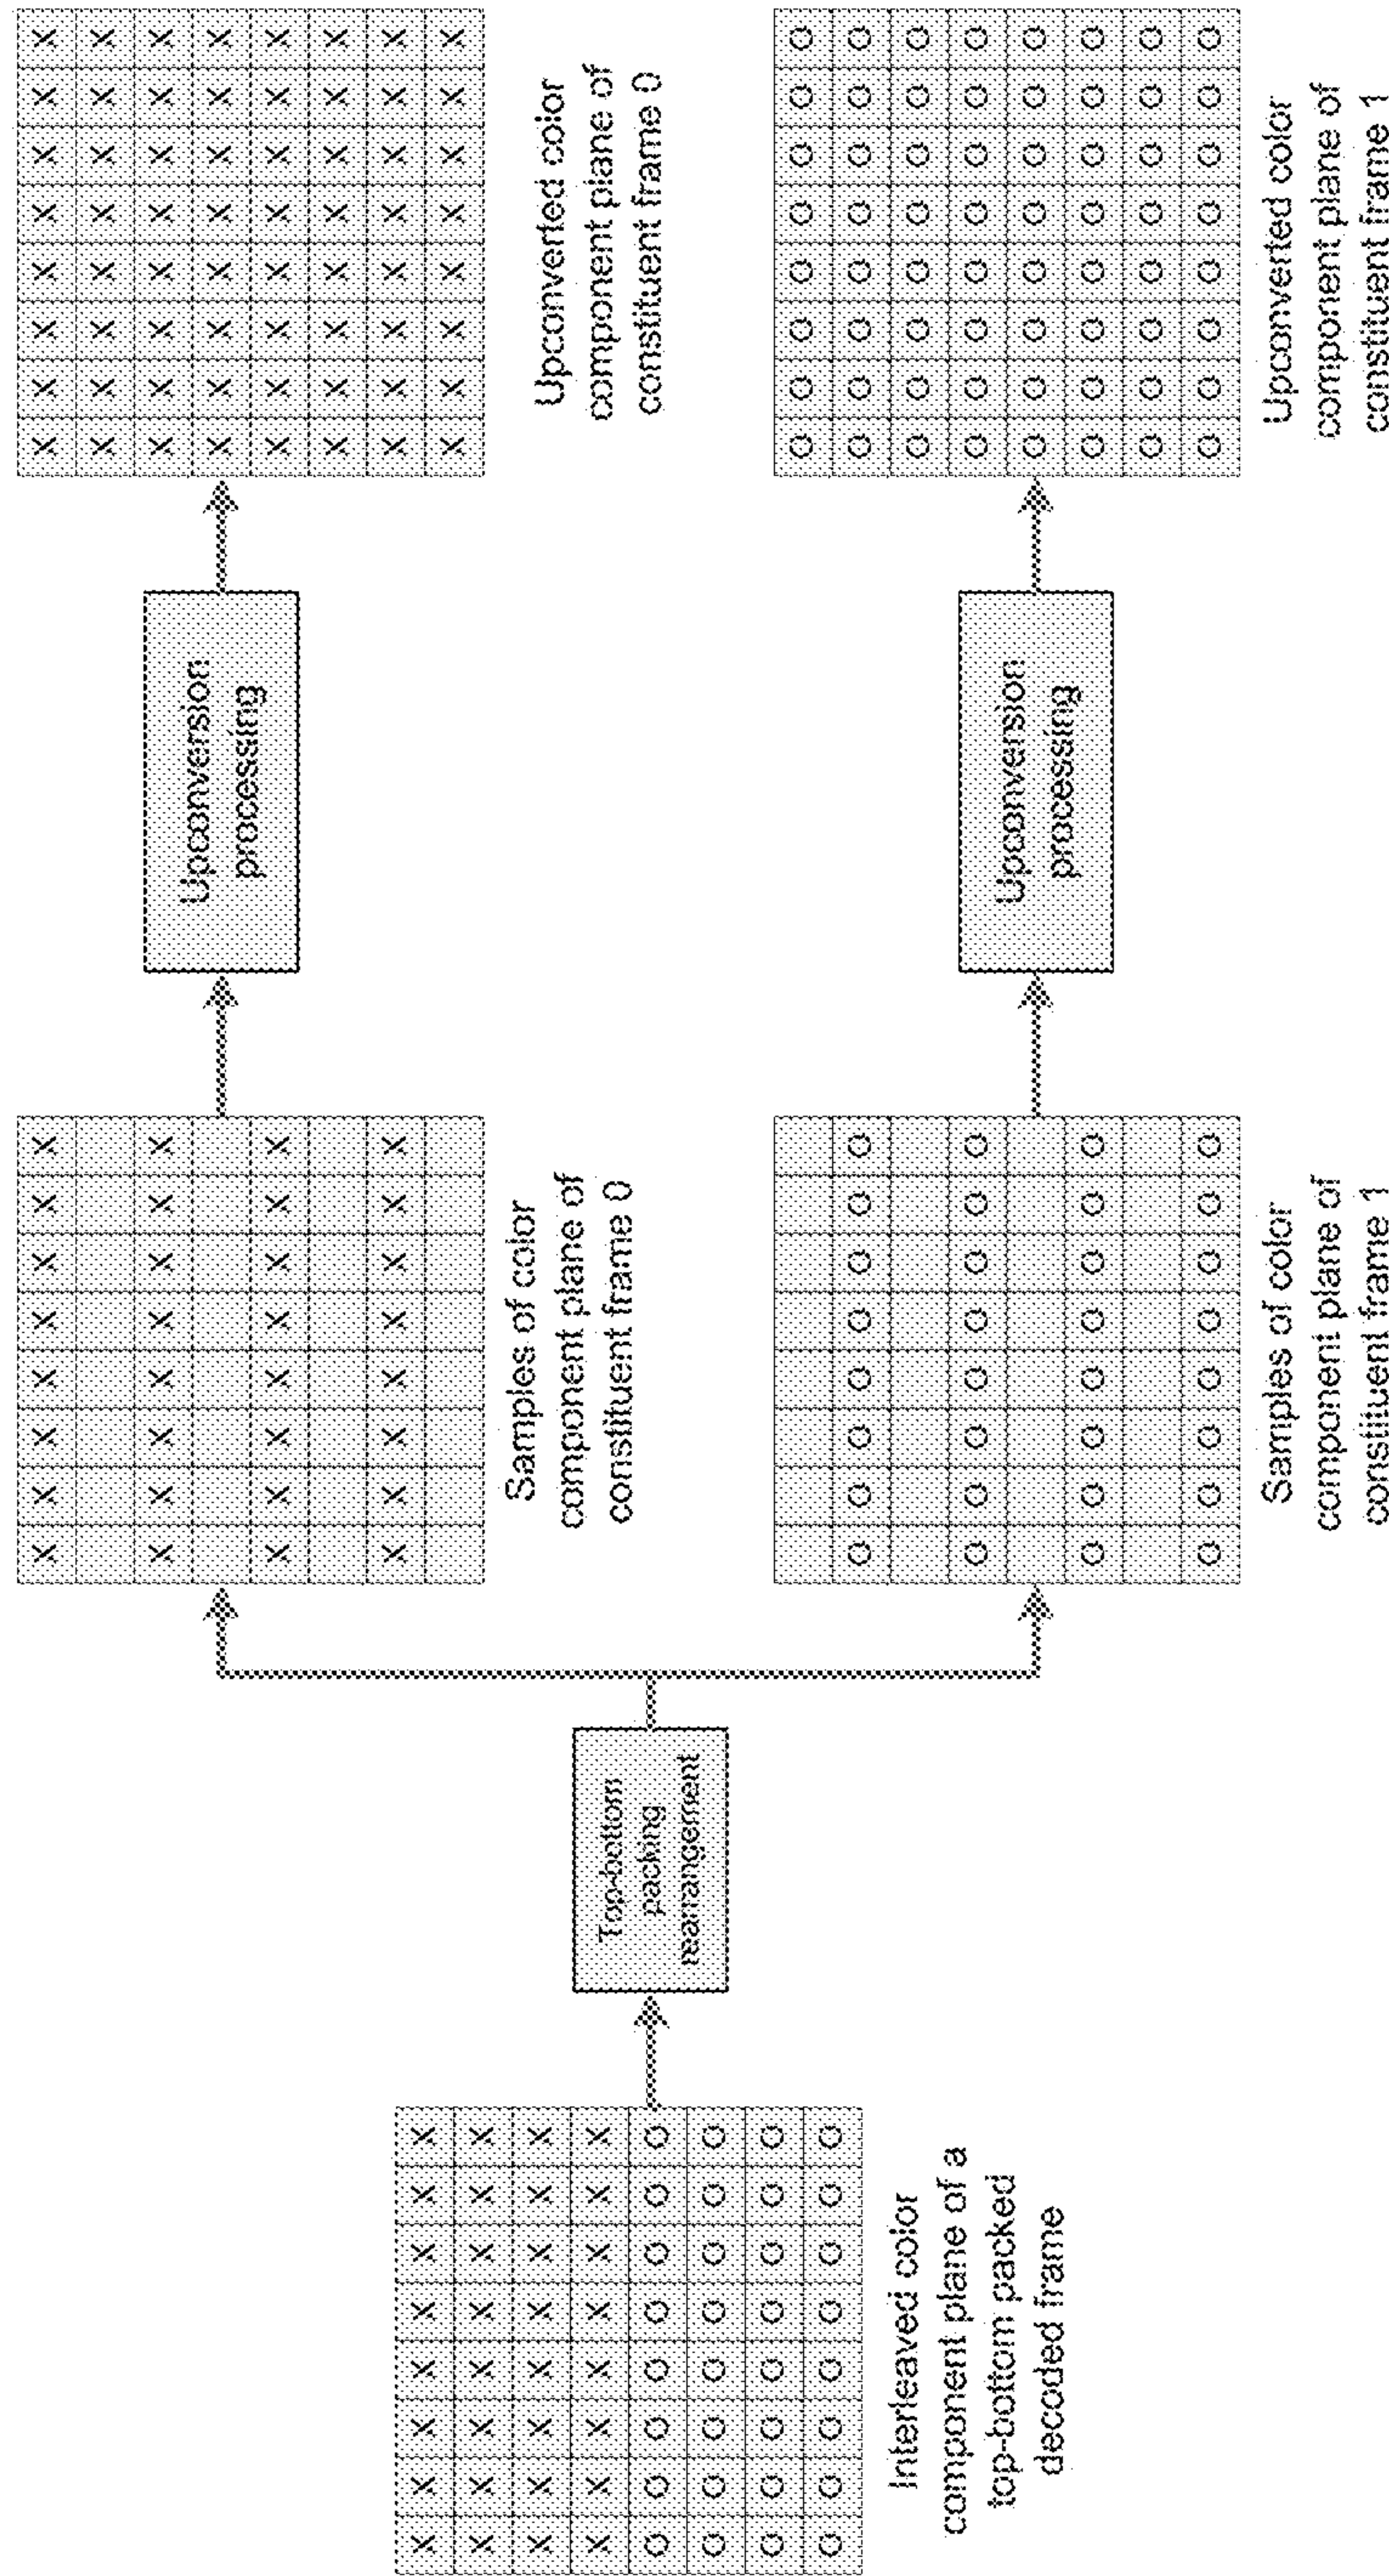 Interleaved color
component plane of a
top-bottom packed
decoded frame
Top-bottom
packing
rearrangement
Samples of color
component plane of
constituent frame 0
Upconversion
processing
Upconverted color
component plane of
constituent frame 0
Samples of color
component plane of
constituent frame 1
Upconversion
processing
Upconverted color
component plane of
constituent frame 1